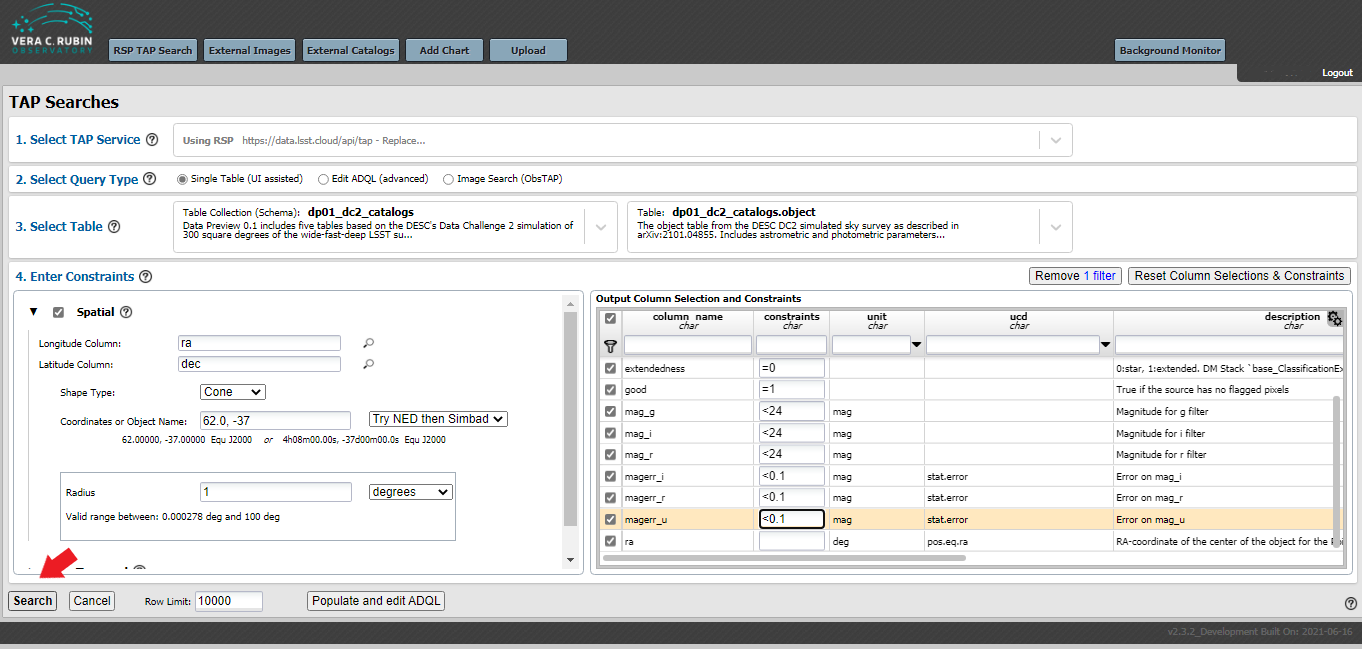 VERA C. RUBIN
OBSERVATORY
RSP TAP Search
External Images
External Catalogs
Add Chart
Upload
Background Monitor
Logout
TAP Searches
1. Select TAP Service
Using RSP https://data.lsst.cloud/api/tap - Replace...
2. Select Query Type
Single Table (UI assisted)
Edit ADQL (advanced)
Image Search (ObsTAP)
3. Select Table
Table Collection (Schema): dp01_dc2_catalogs
Data Preview 0.1 includes five tables based on the DESC's Data Challenge 2 simulation of
300 square degrees of the wide-fast-deep LSST su...
Table: dp01_dc2_catalogs.object
The object table from the DESC DC2 simulated sky survey as described in
arXiv:2101.04855. Includes astrometric and photometric parameters...
4. Enter Constraints
Remove 1 filter
Reset Column Selections & Constraints
Spatial
Longitude Column: ra
Latitude Column: dec
Shape Type: Cone
Coordinates or Object Name: 62.0, -37 Try NED then Simbad
62.00000, -37.00000 Equ J2000 or 4h08m00.00s, -37d00m00.0s Equ J2000
Radius 1 degrees
Valid range between: 0.000278 deg and 100 deg
Output Column Selection and Constraints
column_name constraints unit ucd description
char char char char char
extendedness =0 0:star, 1:extended. DM Stack `base_ClassificationEx
good =1 True if the source has no flagged pixels
mag_g <24 mag Magnitude for g filter
mag_i <24 mag Magnitude for i filter
mag_r <24 mag Magnitude for r filter
magerr_i <0.1 mag stat.error Error on mag_i
magerr_r <0.1 mag stat.error Error on mag_r
magerr_u <0.1 mag stat.error Error on mag_u
ra deg pos.eq.ra RA-coordinate of the center of the object for the
Search
Cancel
Row Limit: 10000
Populate and edit ADQL
v2.3.2_Development Built On: 2021-06-16